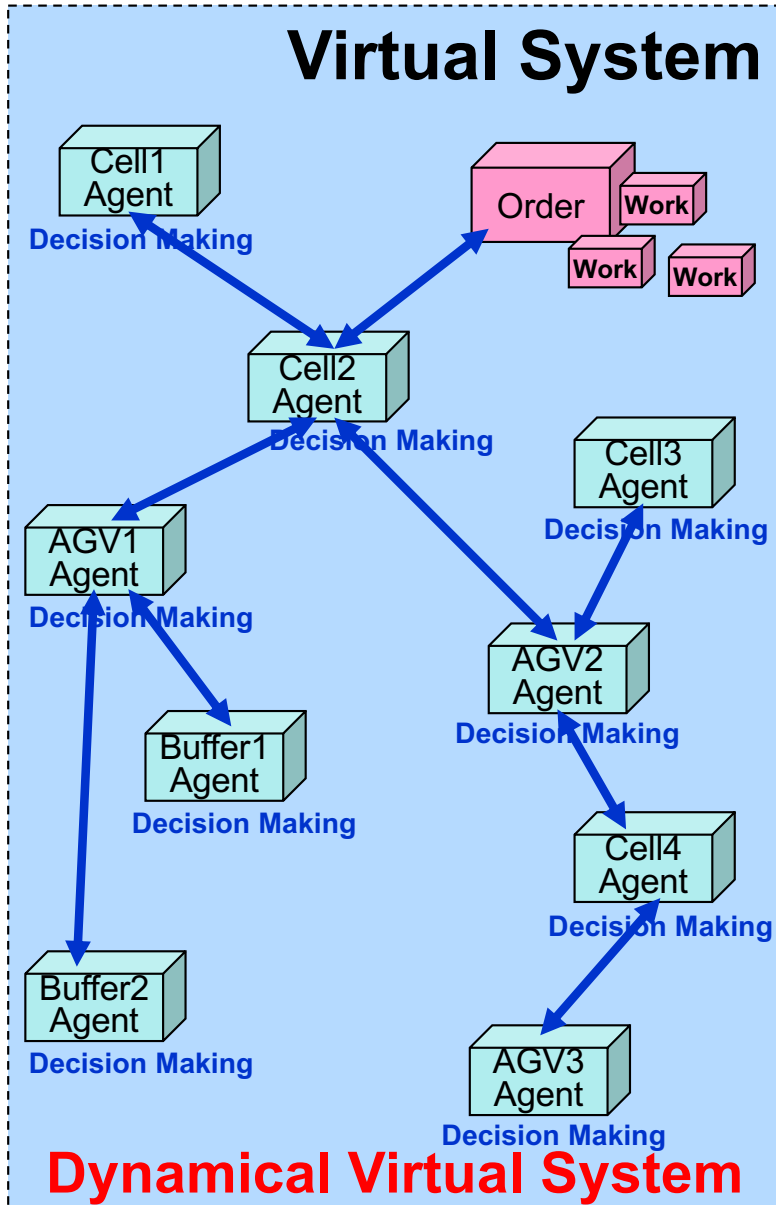 Virtual System
Cell1
Agent
Decision Making
Order
Work
Work
Work
Cell2
Agent
Decision Making
Cell3
Agent
Decision Making
AGV1
Agent
Decision Making
AGV2
Agent
Decision Making
Buffer1
Agent
Decision Making
Cell4
Agent
Decision Making
Buffer2
Agent
Decision Making
AGV3
Agent
Decision Making
Dynamical Virtual System